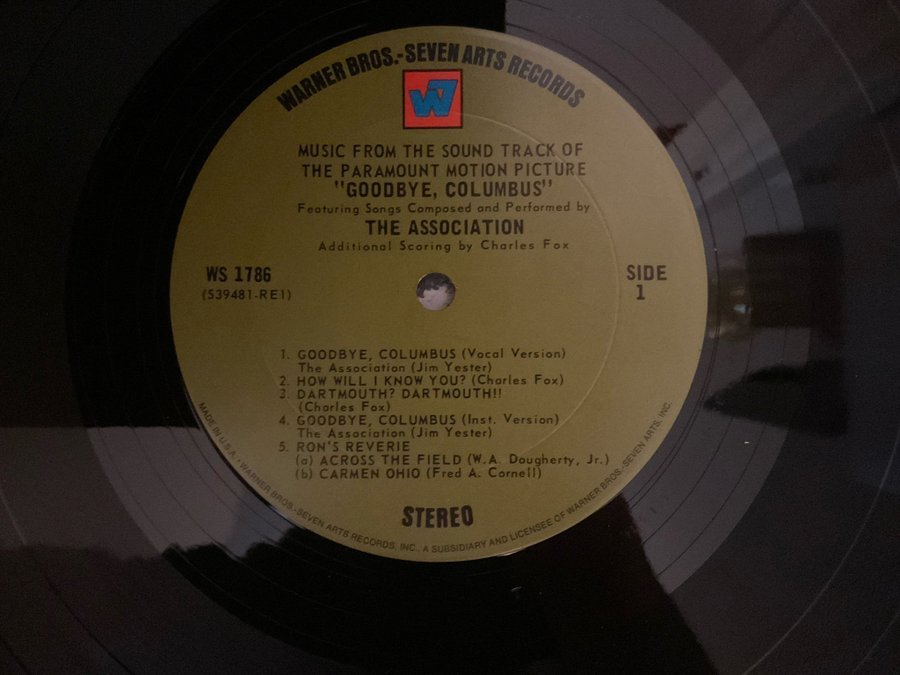 WARNER BROS.-SEVEN ARTS RECORDS
W7
MUSIC FROM THE SOUND TRACK OF
THE PARAMOUNT MOTION PICTURE
"GOODBYE, COLUMBUS"
Featuring Songs Composed and Performed by
THE ASSOCIATION
Additional Scoring by Charles Fox
WS 1786
(S39481-RE1)
SIDE
1
1. GOODBYE, COLUMBUS (Vocal Version)
The Association (Jim Yester)
2. HOW WILL I KNOW YOU? (Charles Fox)
3. DARTMOUTH? DARTMOUTH!!
(Charles Fox)
4. GOODBYE, COLUMBUS (Inst. Version)
The Association (Jim Yester)
5. RON'S REVERIE
(a) ACROSS THE FIELD (W.A. Dougherty, Jr.)
(b) CARMEN OHIO (Fred A. Cornell)
STEREO
MADE IN U.S.A. • WARNER BROS.-SEVEN ARTS RECORDS, INC., A SUBSIDIARY AND LICENSEE OF WARNER BROS.-SEVEN ARTS, INC.